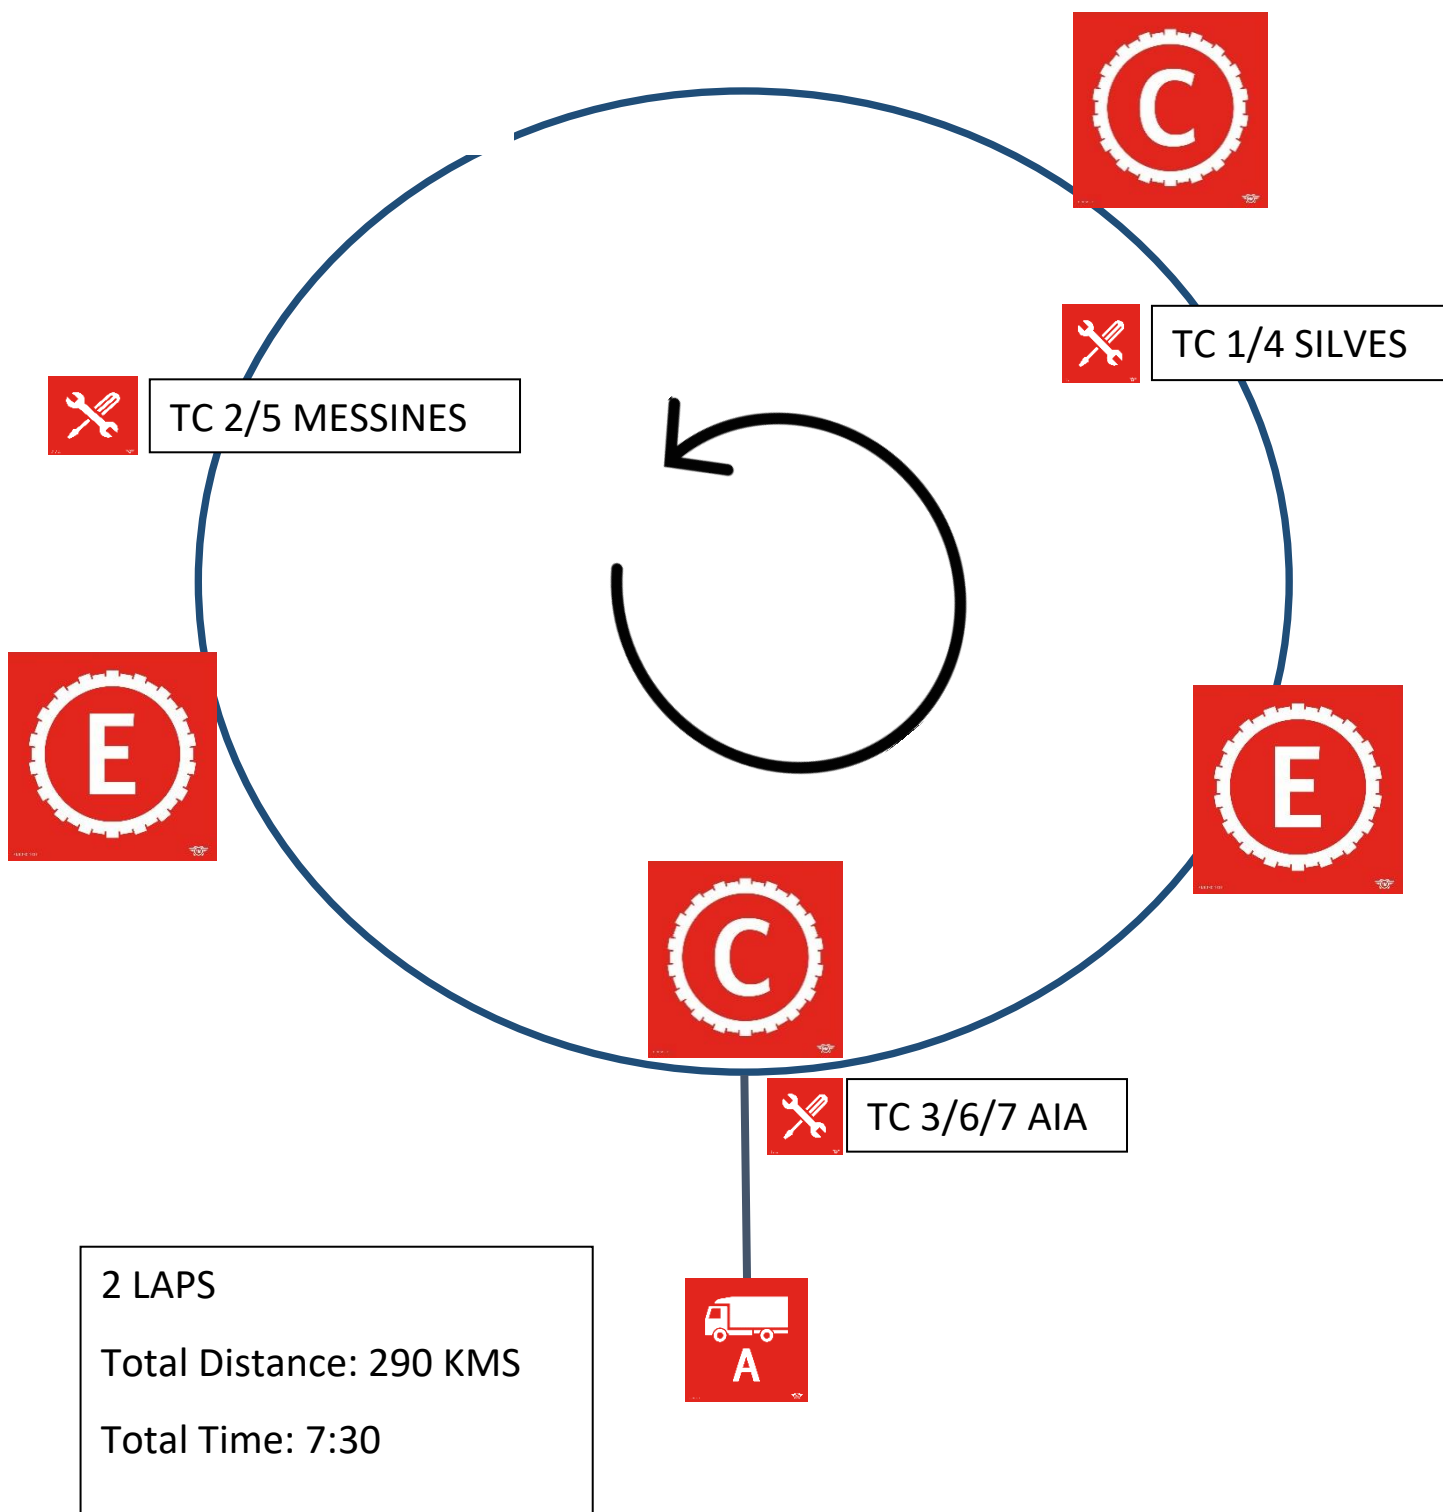 C
TC 1/4 SILVES
TC 2/5 MESSINES
E
E
C
TC 3/6/7 AIA
A
2 LAPS
Total Distance: 290 KMS
Total Time: 7:30